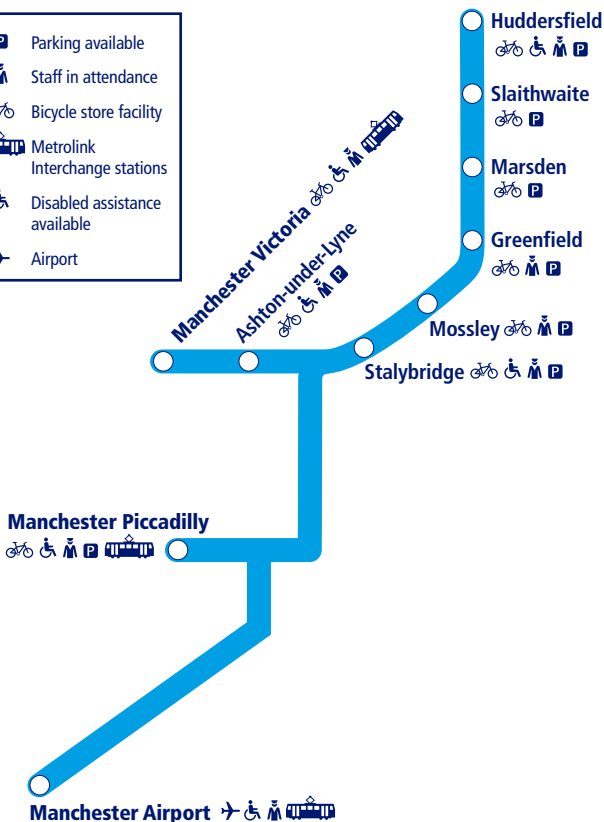 P Parking available
Staff in attendance
Bicycle store facility
Metrolink
Interchange stations
Disabled assistance
available
Airport
Huddersfield
P
Slaithwaite
P
Marsden
P
Greenfield
P
Mossley P
Stalybridge P
Manchester Victoria
Ashton-under-Lyne
P
Manchester Piccadilly
P
Manchester Airport